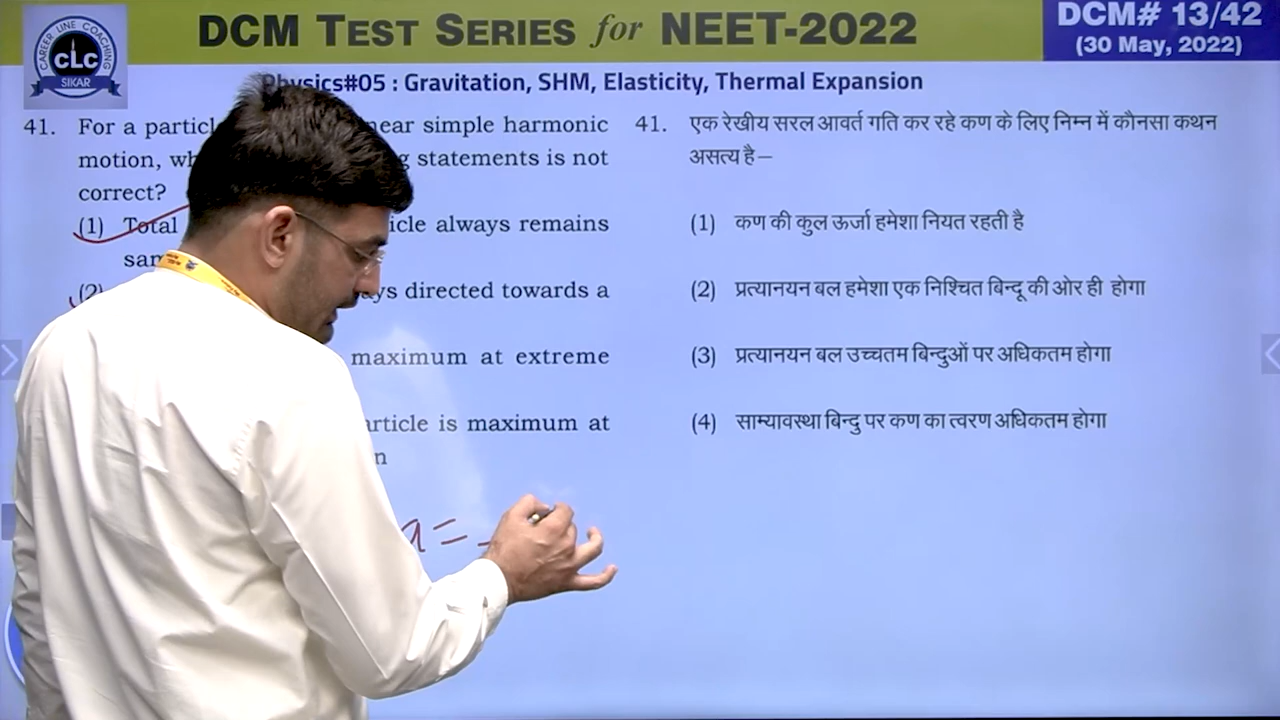 CAREER LINE COACHING
CLC
SIKAR
DCM TEST SERIES for NEET-2022
DCM# 13/42
(30 May, 2022)
Physics#05 : Gravitation, SHM, Elasticity, Thermal Expansion
41. For a particl near simple harmonic
motion, wh g statements is not
correct?
(1) Total icle always remains
sam
(2) ys directed towards a
maximum at extreme
article is maximum at
n
a = -
41. एक रेखीय सरल आवर्त गति कर रहे कण के लिए निम्न में कौनसा कथन
असत्य है –
(1) कण की कुल ऊर्जा हमेशा नियत रहती है
(2) प्रत्यानयन बल हमेशा एक निश्चित बिन्दू की ओर ही होगा
(3) प्रत्यानयन बल उच्चतम बिन्दुओं पर अधिकतम होगा
(4) साम्यावस्था बिन्दु पर कण का त्वरण अधिकतम होगा